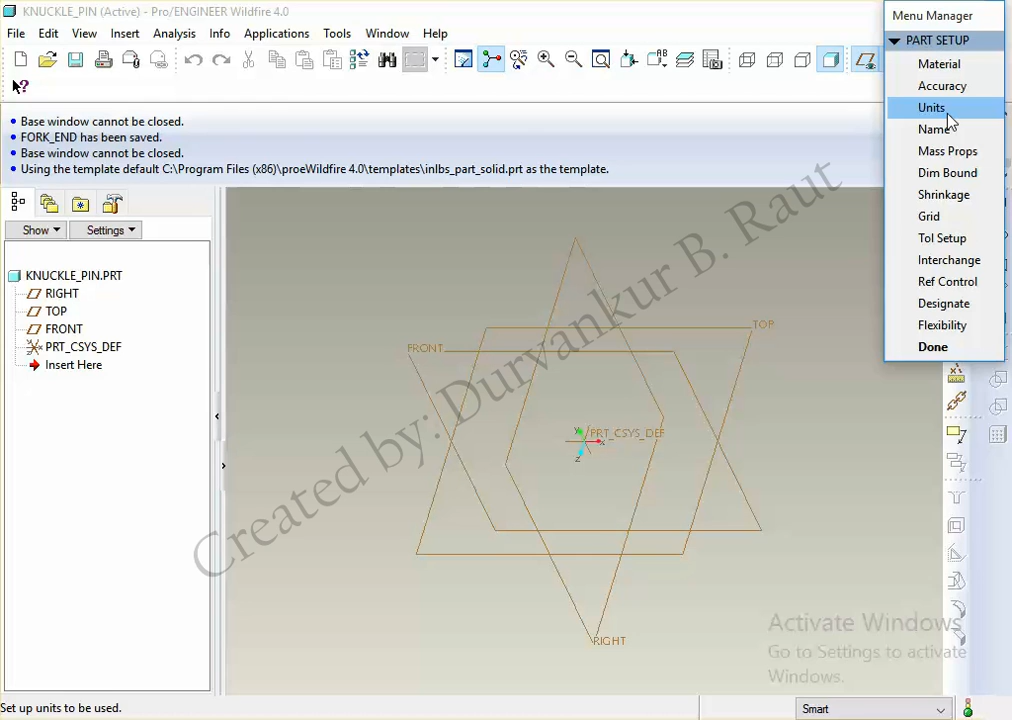 KNUCKLE_PIN (Active) - Pro/ENGINEER Wildfire 4.0
File Edit View Insert Analysis Info Applications Tools Window Help
Base window cannot be closed.
FORK_END has been saved.
Base window cannot be closed.
Using the template default C:\Program Files (x86)\proeWildfire 4.0\templates\inlbs_part_solid.prt as the template.
Show Settings
KNUCKLE_PIN.PRT
RIGHT
TOP
FRONT
PRT_CSYS_DEF
Insert Here
TOP
FRONT
PRT_CSYS_DEF
y
x
z
RIGHT
Created by: Durvankur B. Raut
Menu Manager
PART SETUP
Material
Accuracy
Units
Name
Mass Props
Dim Bound
Shrinkage
Grid
Tol Setup
Interchange
Ref Control
Designate
Flexibility
Done
Activate Windows
Go to Settings to activate
Windows.
Set up units to be used.
Smart